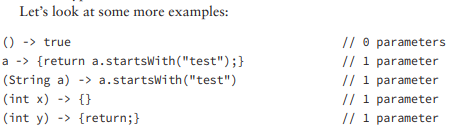 Let's look at some more examples:
() -> true // 0 parameters
a -> {return a.startsWith("test");} // 1 parameter
(String a) -> a.startsWith("test") // 1 parameter
(int x) -> {} // 1 parameter
(int y) -> {return;} // 1 parameter